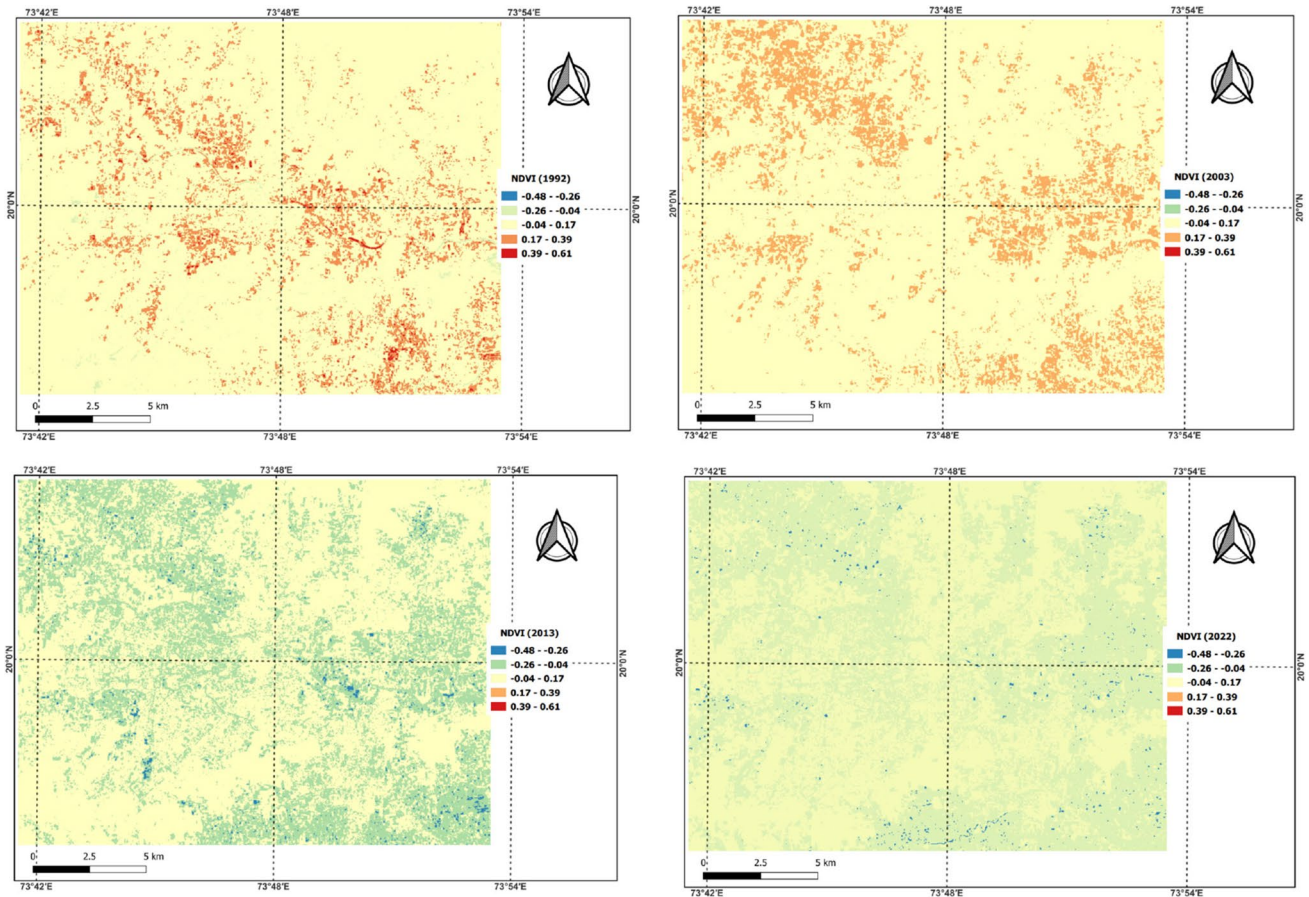 73°42'E 73°48'E 73°54'E
20°0'N
NDVI (1992)
-0.48 - -0.26
-0.26 - -0.04
-0.04 - 0.17
0.17 - 0.39
0.39 - 0.61
20°0'N
0 2.5 5 km
73°42'E 73°48'E 73°54'E
73°42'E 73°48'E 73°54'E
20°0'N
NDVI (2003)
-0.48 - -0.26
-0.26 - -0.04
-0.04 - 0.17
0.17 - 0.39
0.39 - 0.61
20°0'N
0 2.5 5 km
73°42'E 73°48'E 73°54'E
73°42'E 73°48'E 73°54'E
20°0'N
NDVI (2013)
-0.48 - -0.26
-0.26 - -0.04
-0.04 - 0.17
0.17 - 0.39
0.39 - 0.61
20°0'N
0 2.5 5 km
73°42'E 73°48'E 73°54'E
73°42'E 73°48'E 73°54'E
20°0'N
NDVI (2022)
-0.48 - -0.26
-0.26 - -0.04
-0.04 - 0.17
0.17 - 0.39
0.39 - 0.61
20°0'N
0 2.5 5 km
73°42'E 73°48'E 73°54'E